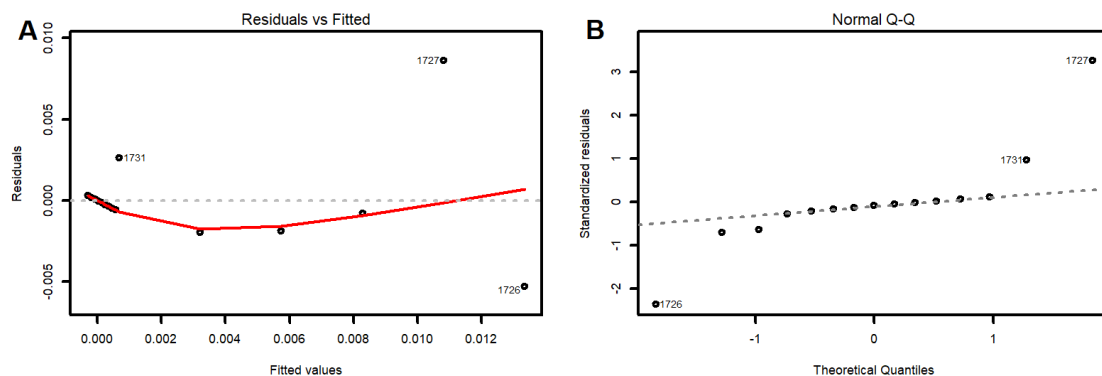 A
Residuals vs Fitted
0.010
0.005
0.000
-0.005
Residuals
1727
1731
1726
0.000 0.002 0.004 0.006 0.008 0.010 0.012
Fitted values
B
Normal Q-Q
3
2
1
0
-1
-2
Standardized residuals
1727
1731
1726
-1 0 1
Theoretical Quantiles